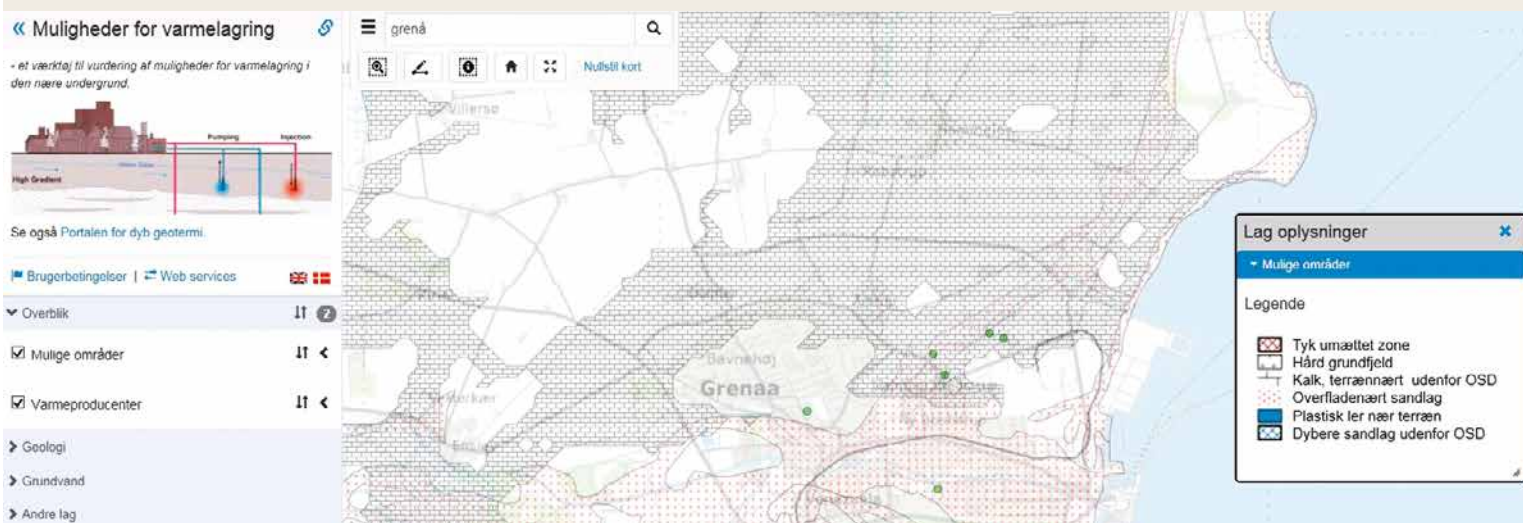 « Muligheder for varmelagring
- et værktøj til vurdering af muligheder for varmelagring i
den nære undergrund.
Pumping
Injection
High Gradient
Se også Portalen for dyb geotermi.
Brugerbetingelser | Web services
Overblik
2
Mulige områder
Varmeproducenter
Geologi
Grundvand
Andre lag
grenå
Nulstil kort
Villersø
Bavnehøj
Grenaa
Lag oplysninger
Mulige områder
Legende
Tyk umættet zone
Hård grundfjeld
Kalk, terrænnært udenfor OSD
Overfladenært sandlag
Plastisk ler nær terræn
Dybere sandlag udenfor OSD